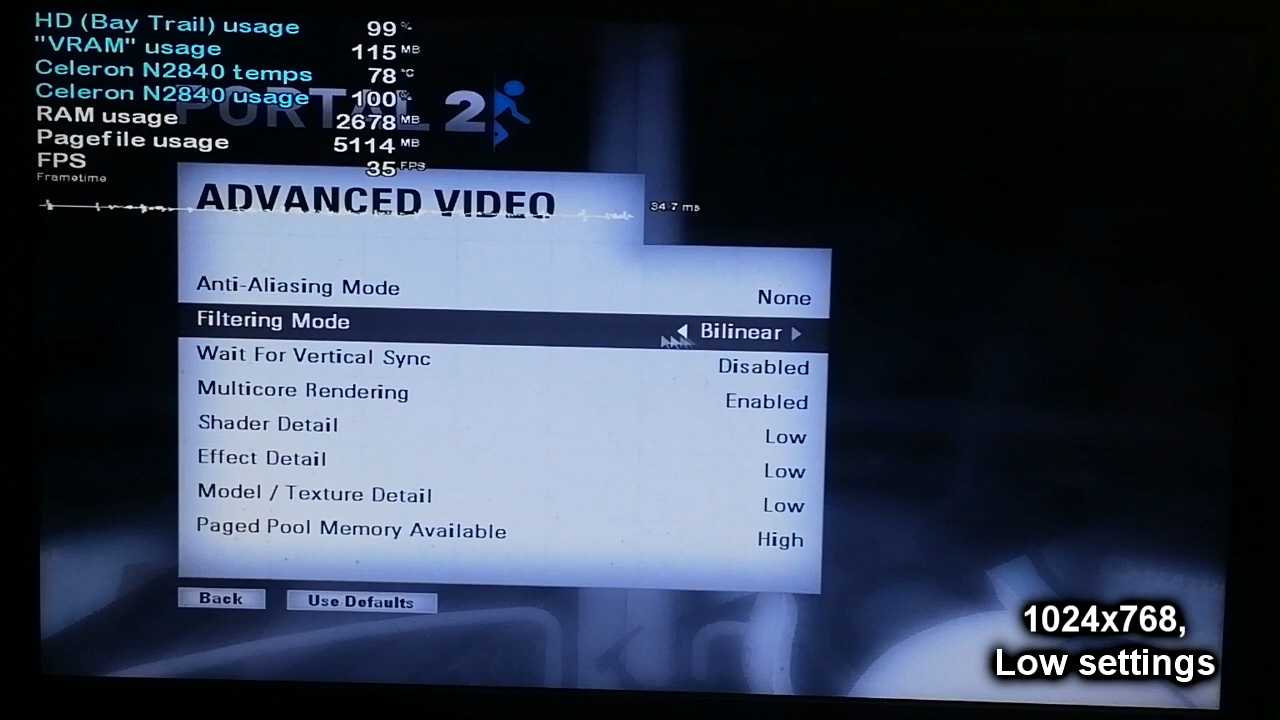 HD (Bay Trail) usage 99 %
"VRAM" usage 115 MB
Celeron N2840 temps 78 °C
Celeron N2840 usage 100 %
RAM usage 2678 MB
Pagefile usage 5114 MB
FPS 35 FPS
Frametime
34.7 ms
PORTAL 2
ADVANCED VIDEO
Anti-Aliasing Mode None
Filtering Mode Bilinear
Wait For Vertical Sync Disabled
Multicore Rendering Enabled
Shader Detail Low
Effect Detail Low
Model / Texture Detail Low
Paged Pool Memory Available High
Back Use Defaults
1024x768,
Low settings